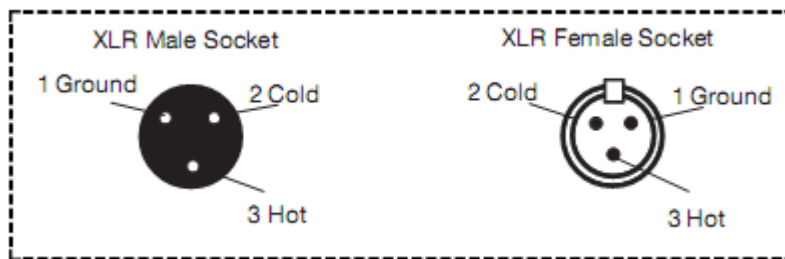 XLR Male Socket
1 Ground
2 Cold
3 Hot
XLR Female Socket
2 Cold
1 Ground
3 Hot